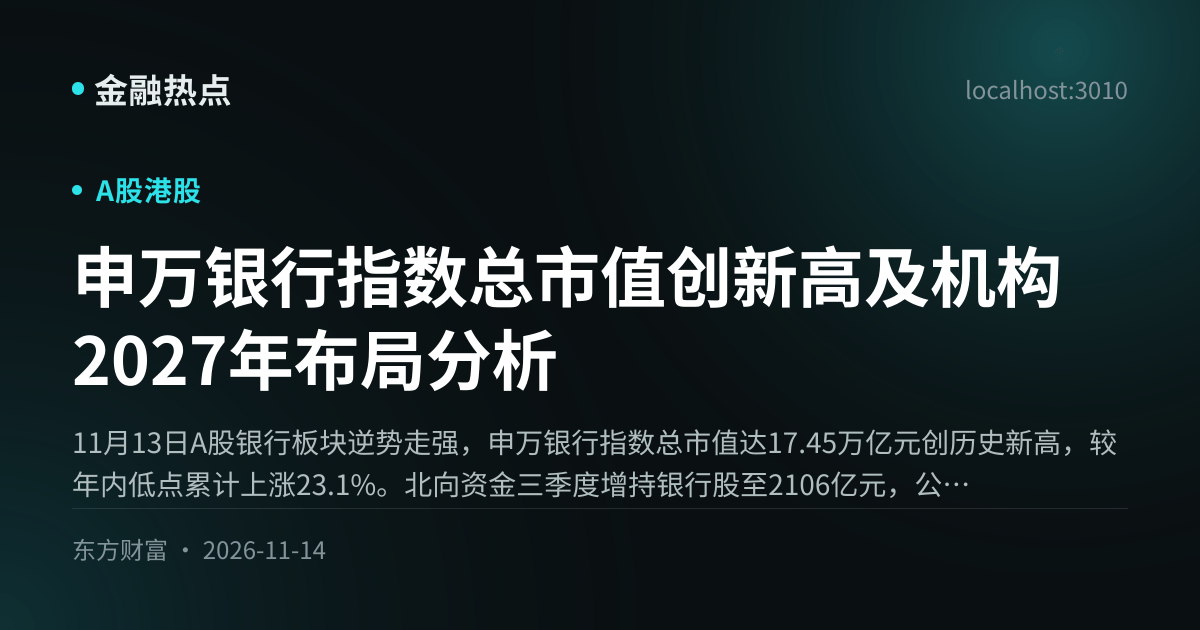 金融热点
localhost:3010
A股港股
申万银行指数总市值创新高及机构
2027年布局分析
11月13日A股银行板块逆势走强，申万银行指数总市值达17.45万亿元创历史新高，较
年内低点累计上涨23.1%。北向资金三季度增持银行股至2106亿元，公…
东方财富 • 2026-11-14